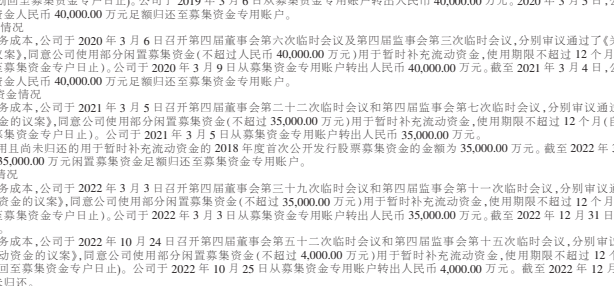 动回至募集资金专户日止)。公司于 2019 年 3 月 6 日从募集资金专用账户转出人民币 40,000.00 万元。2020 年 3 月 5 日,公
金人民币 40,000.00 万元足额归还至募集资金专用账户。
情况
务成本,公司于 2020 年 3 月 6 日召开第四届董事会第六次临时会议及第四届监事会第三次临时会议,分别审议通过了《关
议案》,同意公司使用部分闲置募集资金(不超过人民币 40,000.00 万元)用于暂时补充流动资金,使用期限不超过 12 个月
至募集资金专户日止)。公司于 2020 年 3 月 9 日从募集资金专用账户转出人民币 40,000.00 万元。截至 2021 年 3 月 4 日,公
资金人民币 40,000.00 万元足额归还至募集资金专用账户。
资金情况
务成本,公司于 2021 年 3 月 5 日召开第四届董事会第二十二次临时会议和第四届监事会第七次临时会议,分别审议通过
金的议案》,同意公司使用部分闲置募集资金(不超过 35,000.00 万元)用于暂时补充流动资金,使用期限不超过 12 个月(自
募集资金专户日止)。公司于 2021 年 3 月 5 日从募集资金专用账户转出人民币 35,000.00 万元。
用且尚未归还的用于暂时补充流动资金的 2018 年度首次公开发行股票募集资金的金额为 35,000.00 万元。截至 2022 年 3
35,000.00 万元闲置募集资金足额归还至募集资金专用账户。
情况
务成本,公司于 2022 年 3 月 3 日召开第四届董事会第三十九次临时会议和第四届监事会第十一次临时会议,分别审议通
资金的议案》,同意公司使用部分闲置募集资金(不超过 35,000.00 万元)用于暂时补充流动资金,使用期限不超过 12 个月
至募集资金专户日止)。公司于 2022 年 3 月 3 日从募集资金专用账户转出人民币 35,000.00 万元。截至 2022 年 12 月 31 日
。
务成本,公司于 2022 年 10 月 24 日召开第四届董事会第五十二次临时会议和第四届监事会第十五次临时会议,分别审议
动资金的议案》,同意公司使用部分闲置募集资金(不超过 4,000.00 万元)用于暂时补充流动资金,使用期限不超过 12 个
回至募集资金专户日止)。公司于 2022 年 10 月 25 日从募集资金专用账户转出人民币 4,000.00 万元。截至 2022 年 12 月
未归还。